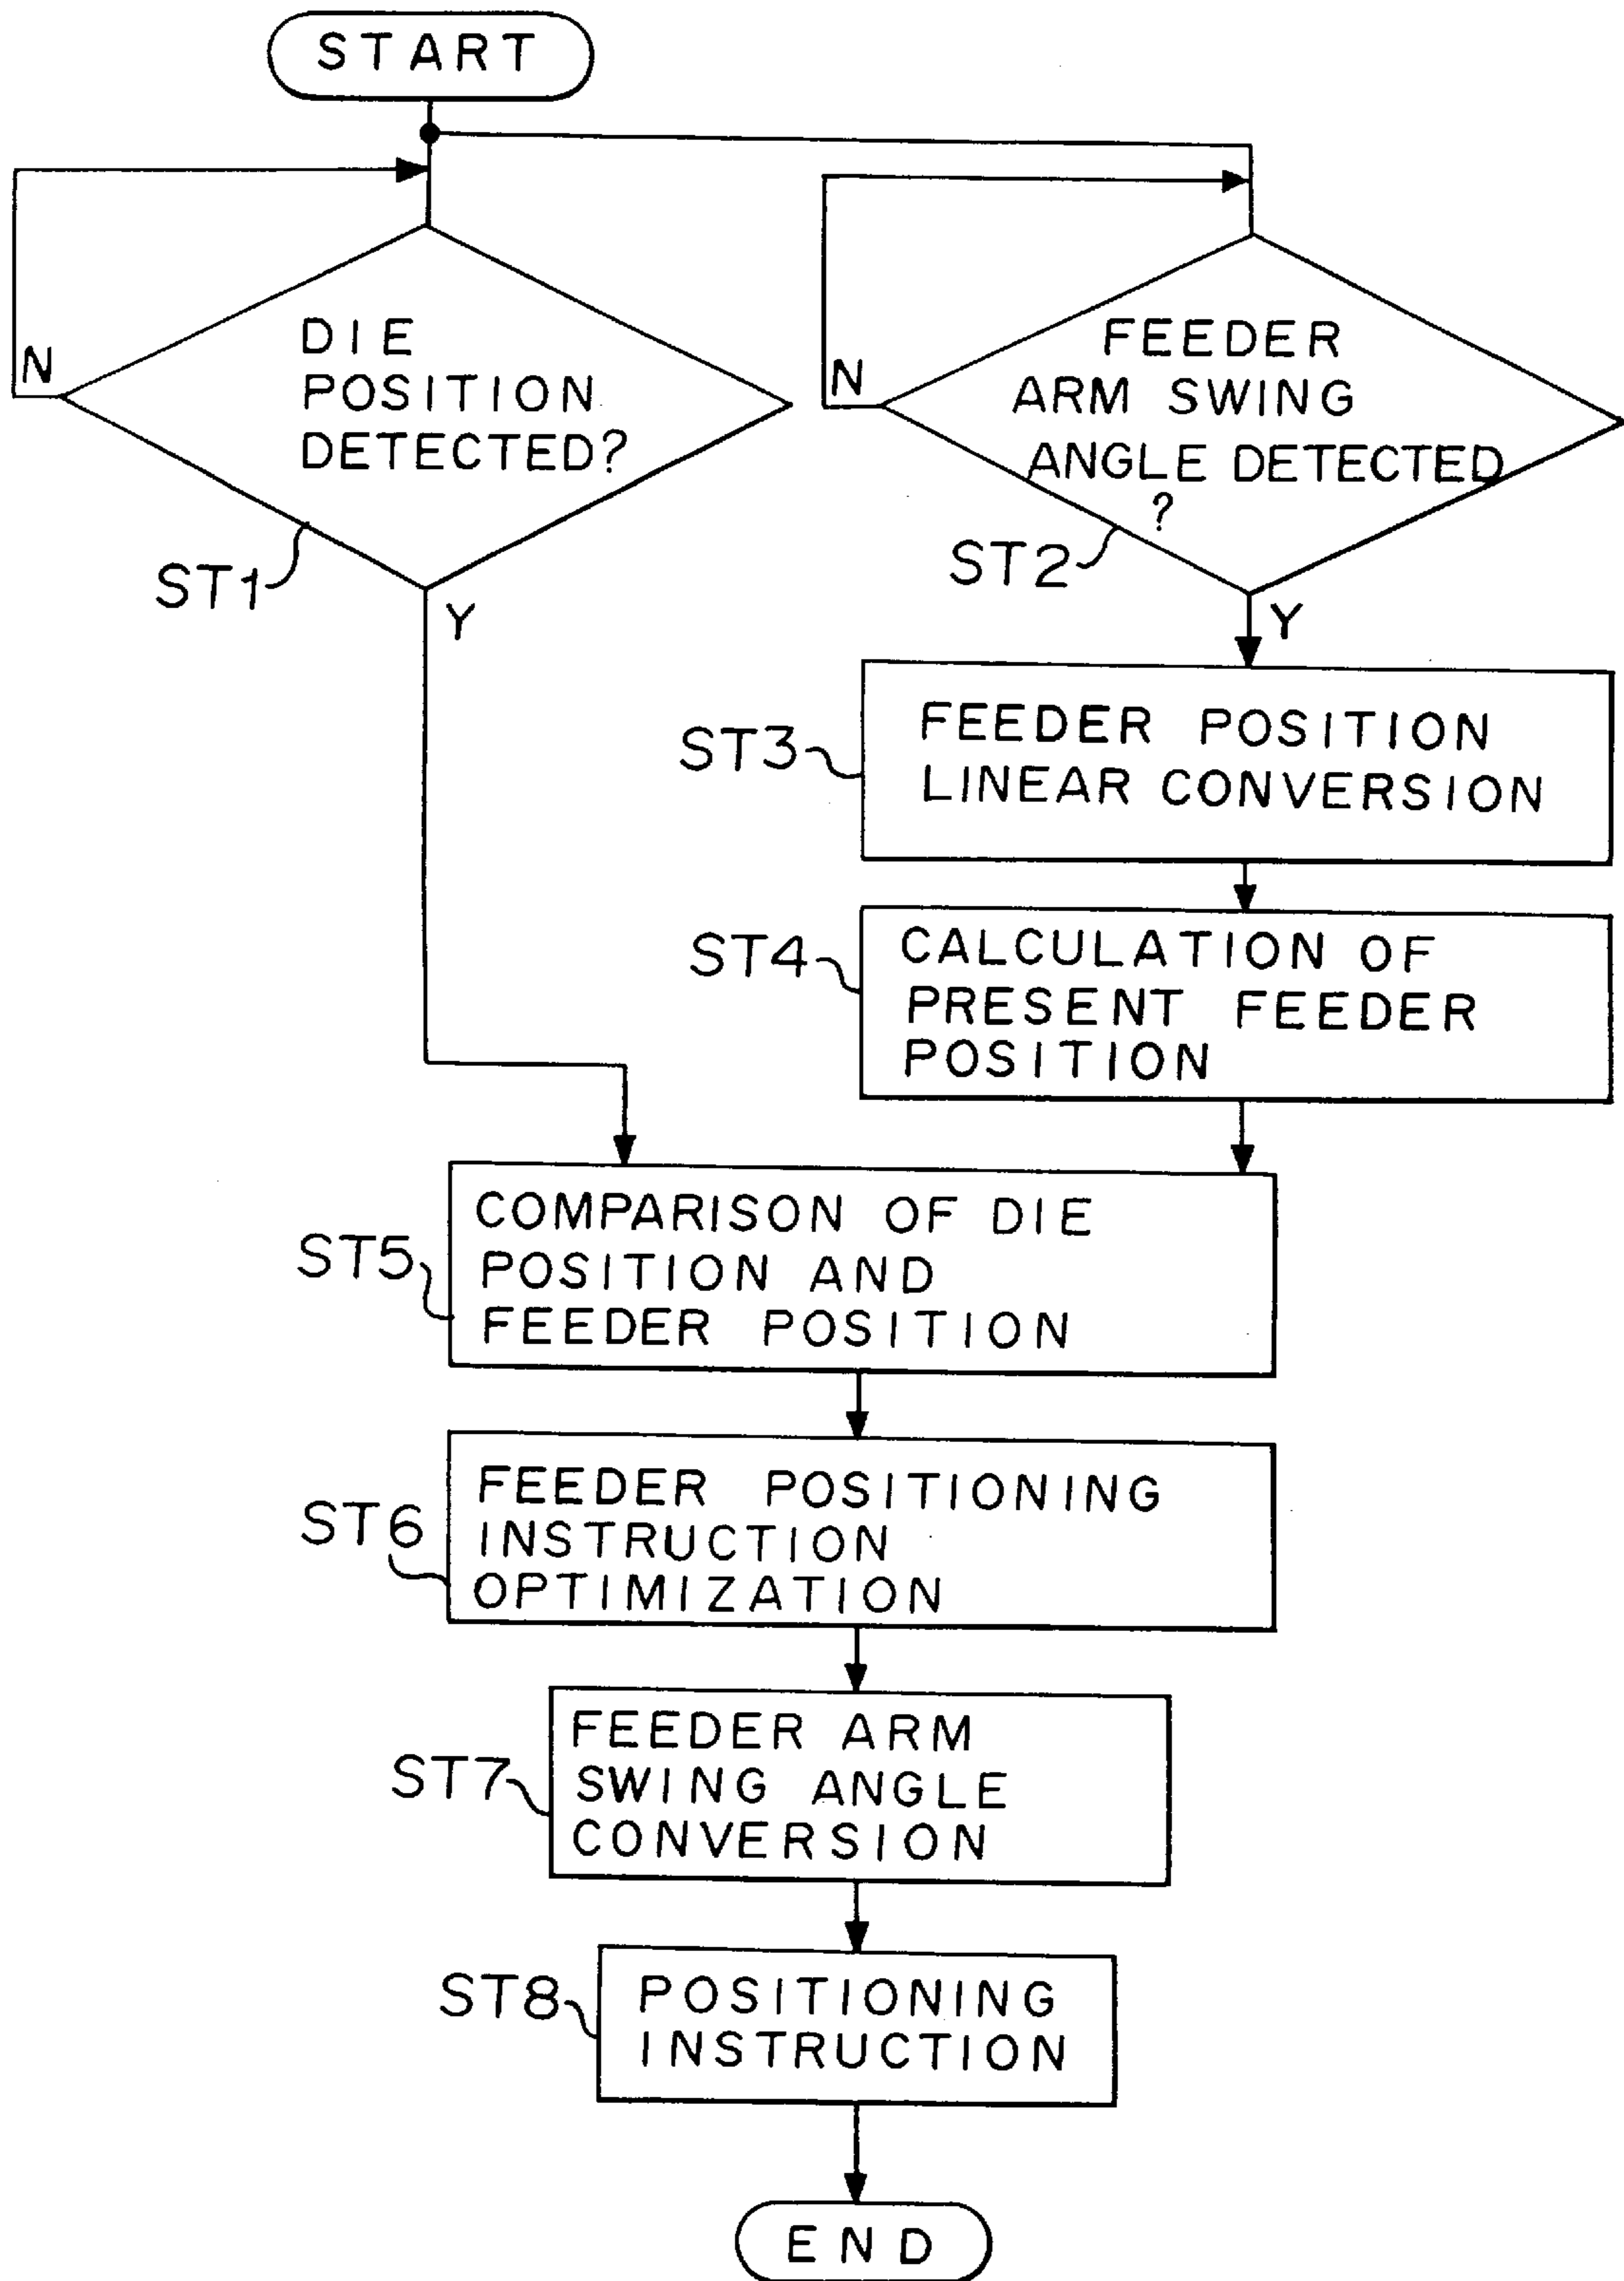 START
DIE
POSITION
DETECTED?
N
ST1
Y
FEEDER
ARM SWING
ANGLE DETECTED
?
N
ST2
Y
ST3
FEEDER POSITION
LINEAR CONVERSION
ST4
CALCULATION OF
PRESENT FEEDER
POSITION
ST5
COMPARISON OF DIE
POSITION AND
FEEDER POSITION
ST6
FEEDER POSITIONING
INSTRUCTION
OPTIMIZATION
ST7
FEEDER ARM
SWING ANGLE
CONVERSION
ST8
POSITIONING
INSTRUCTION
END